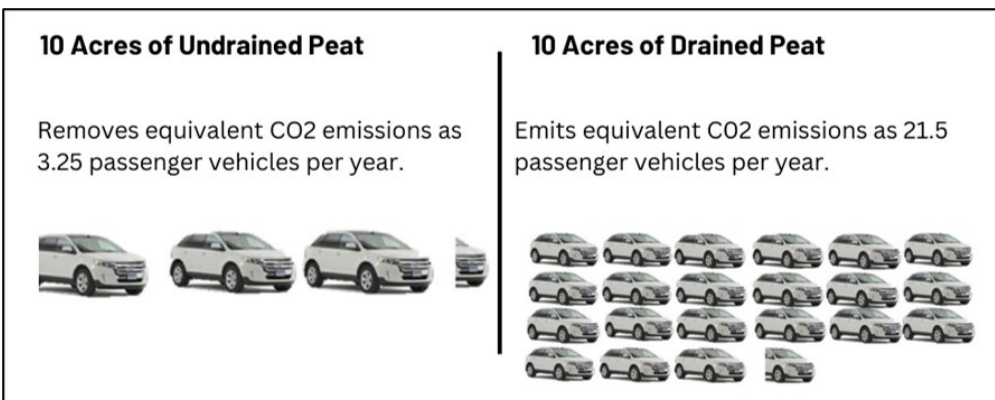 10 Acres of Undrained Peat
Removes equivalent CO2 emissions as
3.25 passenger vehicles per year.
10 Acres of Drained Peat
Emits equivalent CO2 emissions as 21.5
passenger vehicles per year.